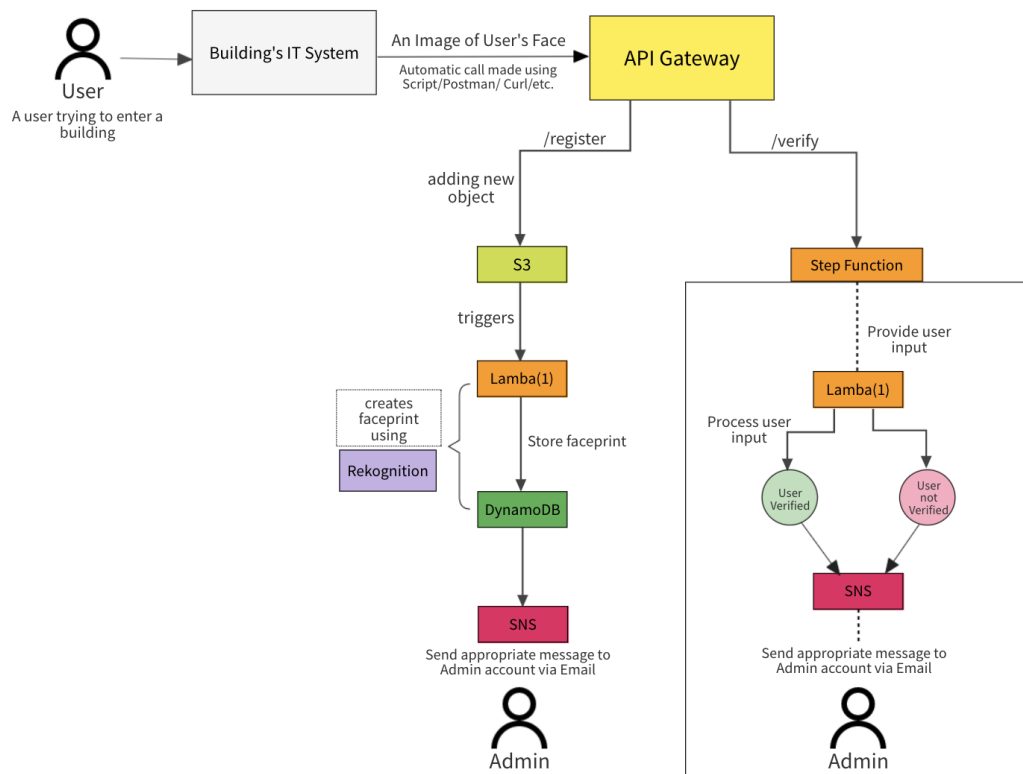 User
A user trying to enter a
building
Building's IT System
An Image of User's Face
Automatic call made using
Script/Postman/ Curl/etc.
API Gateway
/register
adding new
object
S3
triggers
Lamba(1)
creates
faceprint
using
Rekognition
Store faceprint
DynamoDB
SNS
Send appropriate message to
Admin account via Email
Admin
/verify
Step Function
Provide user
input
Lamba(1)
Process user
input
User
Verified
User
not
Verified
SNS
Send appropriate message to
Admin account via Email
Admin